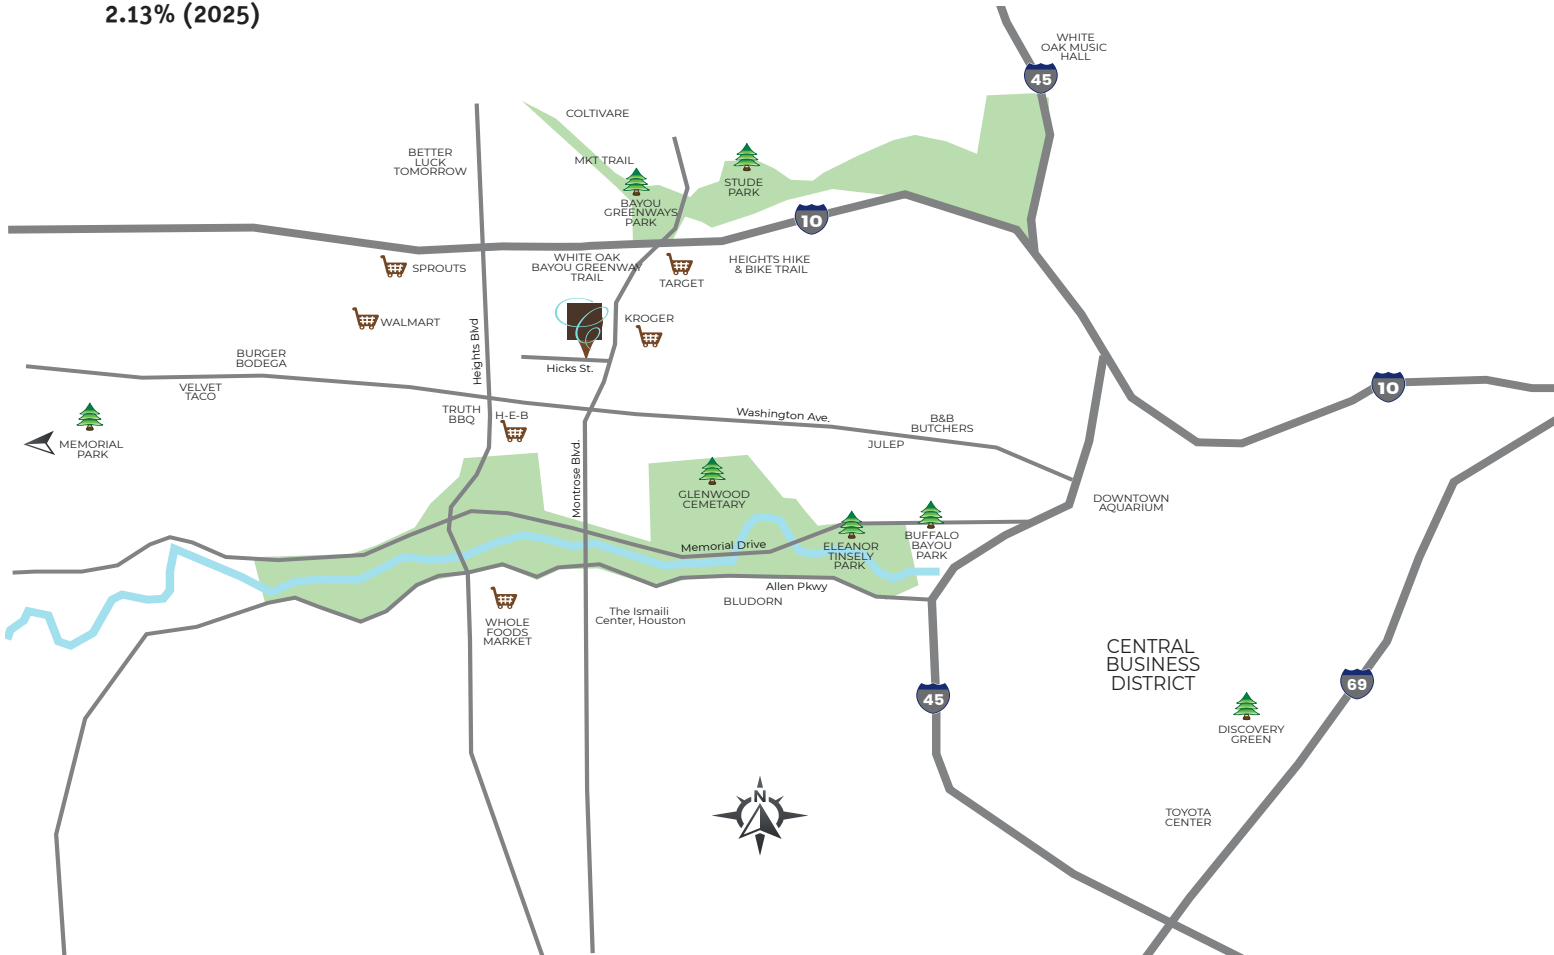 2.13% (2025)
WHITE
OAK MUSIC
HALL
45
COLTIVARE
BETTER
LUCK
TOMORROW
MKT TRAIL
STUDE
PARK
BAYOU
GREENWAYS
PARK
10
WHITE OAK
BAYOU GREENWAY
TRAIL
HEIGHTS HIKE
& BIKE TRAIL
SPROUTS
TARGET
WALMART
KROGER
Heights Blvd
Hicks St.
BURGER
BODEGA
VELVET
TACO
10
TRUTH
BBQ
H-E-B
Washington Ave.
B&B
BUTCHERS
JULEP
MEMORIAL
PARK
Montrose Blvd.
GLENWOOD
CEMETARY
DOWNTOWN
AQUARIUM
BUFFALO
BAYOU
PARK
Memorial Drive
ELEANOR
TINSELY
PARK
Allen Pkwy
BLUDORN
The Ismaili
Center, Houston
WHOLE
FOODS
MARKET
CENTRAL
BUSINESS
DISTRICT
45
69
DISCOVERY
GREEN
N
TOYOTA
CENTER